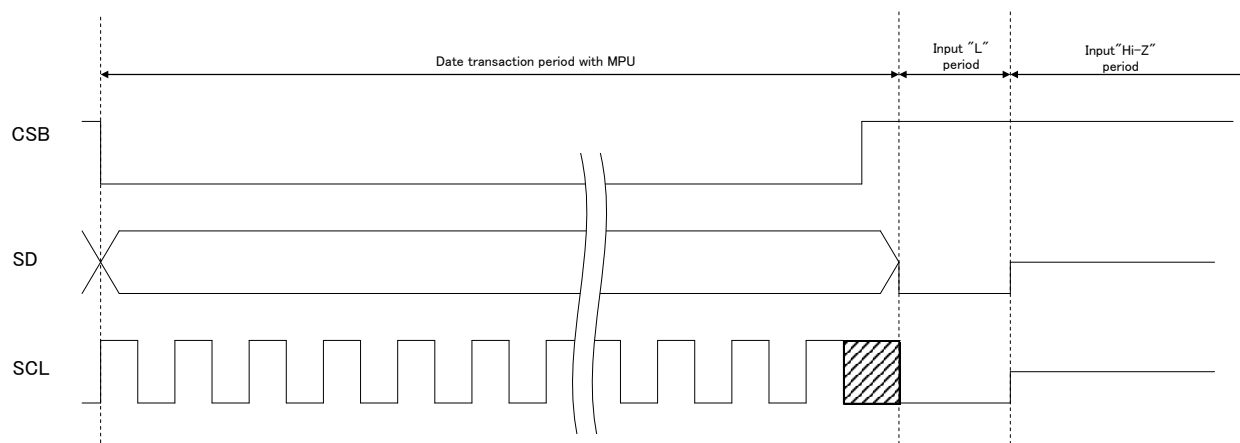 Date transaction period with MPU
Input "L"
period
Input"Hi-Z"
period
CSB
SD
SCL